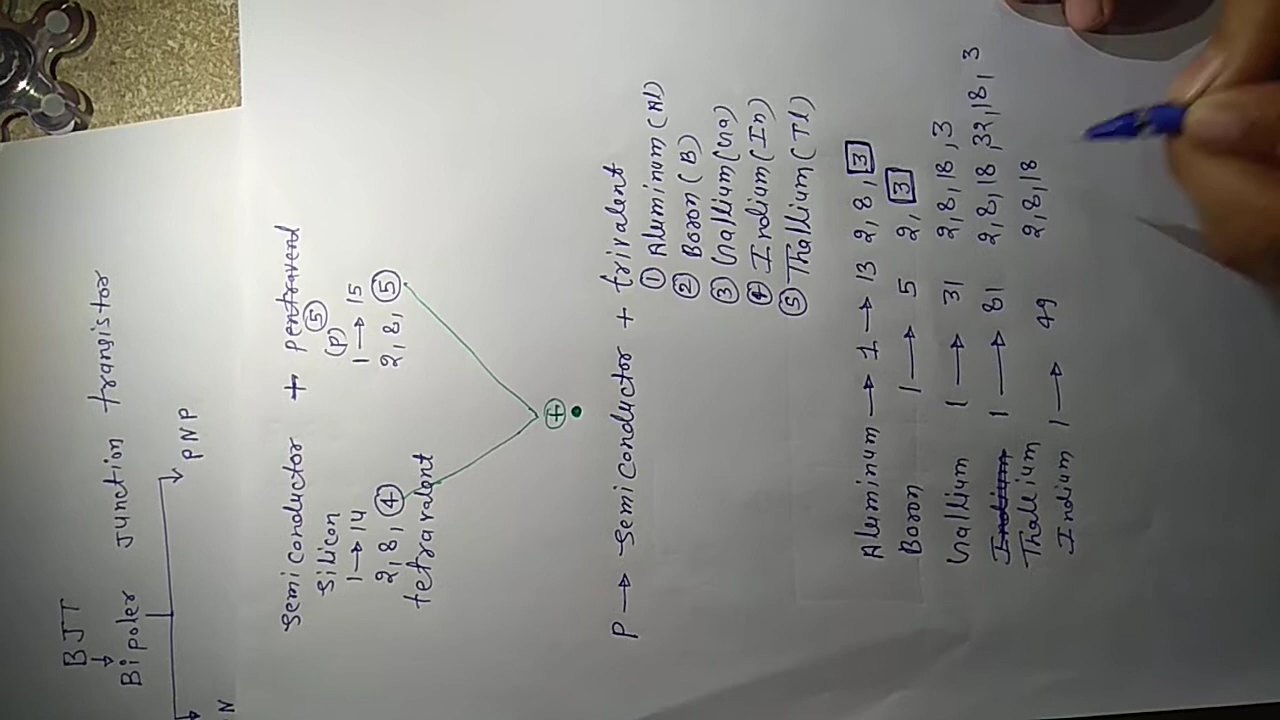 BJT
Bipoler Junction transistor
PNP
N
Semiconductor + pentravend
Silicon
(5)
(P)
1 → 14
1 → 15
2, 8, (4)
2, 8, (5)
tetravalent
+
P → Semiconductor + trivalent
① Aluminum (Al)
② Boron (B)
③ Gallium (Ga)
④ Indium (In)
⑤ Thallium (Tl)
Aluminum → 1 → 13 2, 8, 3
Boron 1 → 5 2, 3
Gallium 1 → 31 2, 8, 18, 3
Indium 1 → 81 2, 8, 18, 32, 18, 3
Thallium
Indium 1 → 49 2, 8, 18